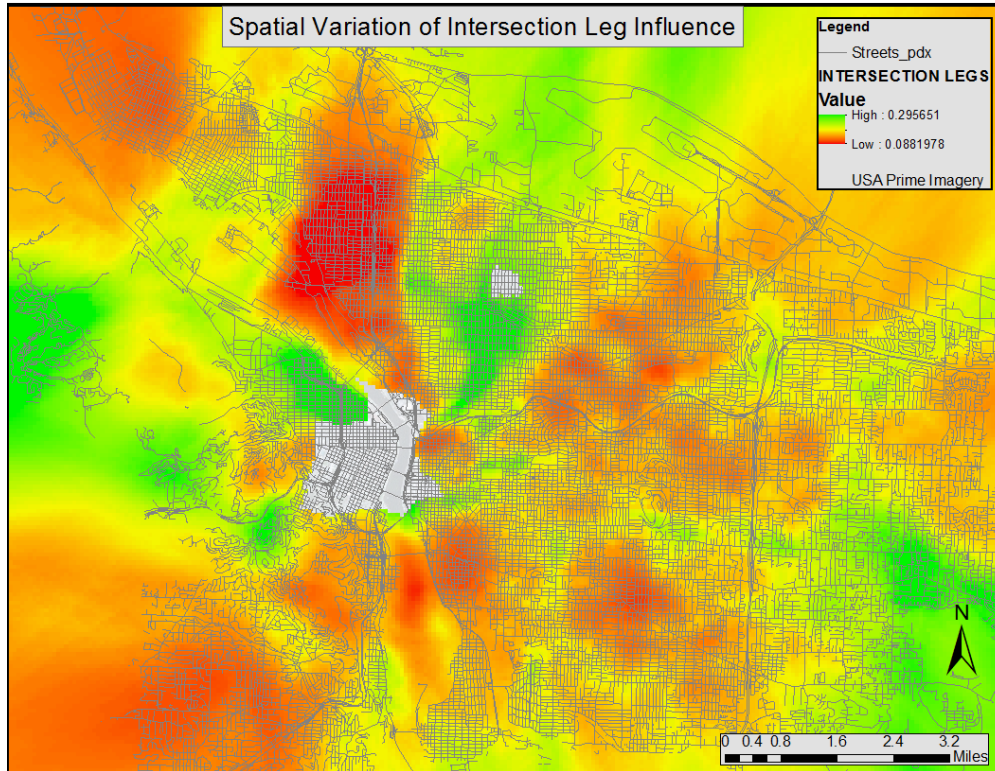 Spatial Variation of Intersection Leg Influence
Legend
Streets_pdx
INTERSECTION LEGS
Value
High : 0.295651
Low : 0.0881978
USA Prime Imagery
N
0 0.4 0.8 1.6 2.4 3.2
Miles